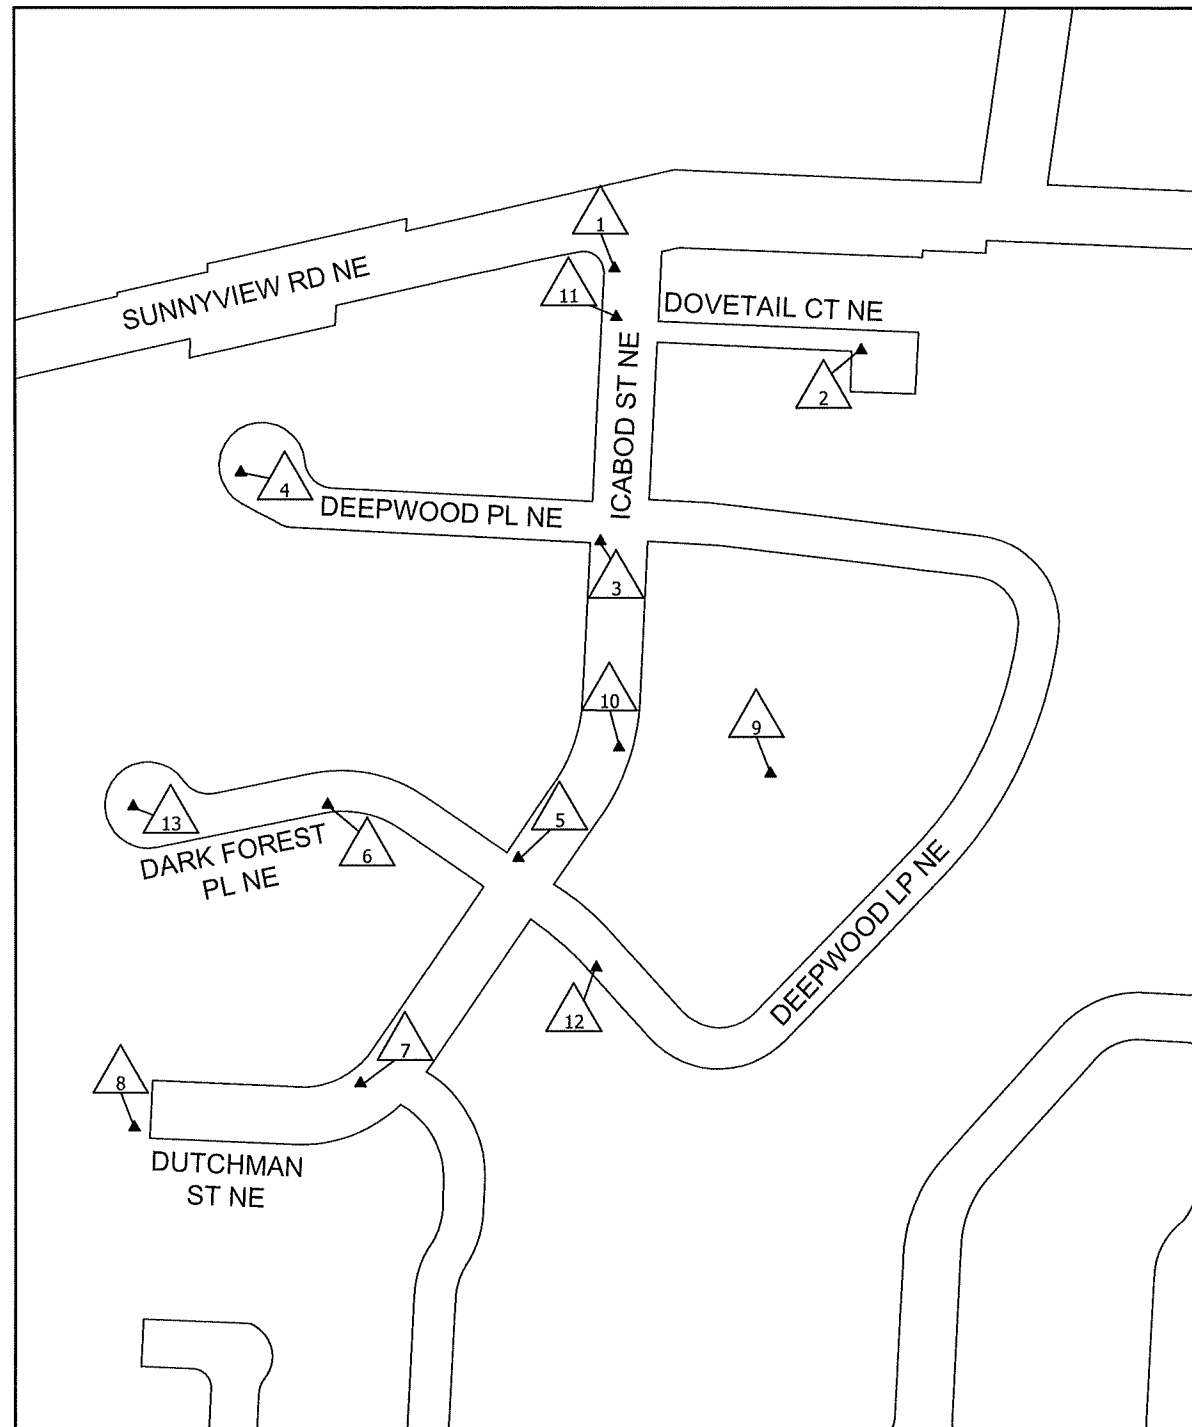 1
SUNNYVIEW RD NE
11
DOVETAIL CT NE
ICABOD ST NE
2
4
DEEPWOOD PL NE
3
10
9
5
13
6
DARK FOREST
PL NE
DEEPWOOD LP NE
12
7
8
DUTCHMAN
ST NE